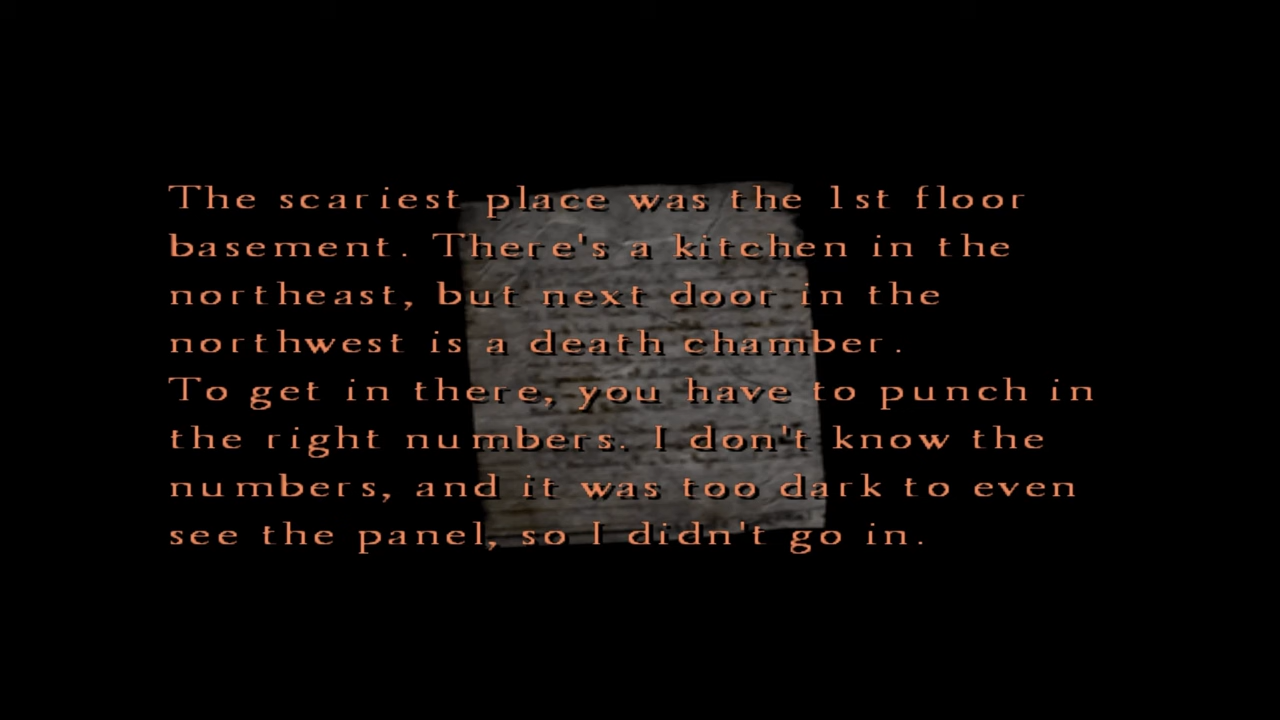 The scariest place was the 1st floor
basement. There's a kitchen in the
northeast, but next door in the
northwest is a death chamber.
To get in there, you have to punch in
the right numbers. I don't know the
numbers, and it was too dark to even
see the panel, so I didn't go in.